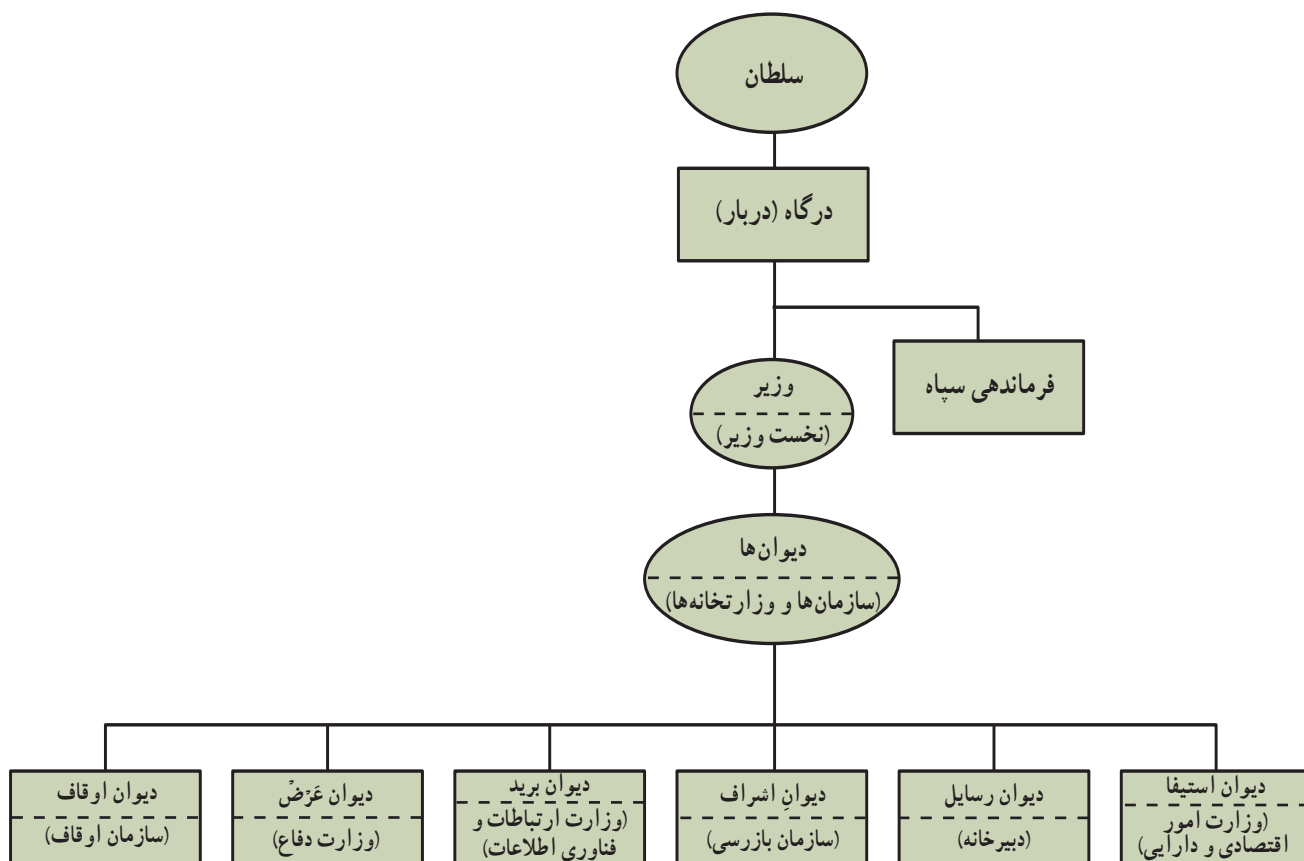 سلطان
درگاه (دربار)
فرماندهی سپاه
وزیر
(نخست وزیر)
دیوان‌ها
(سازمان‌ها و وزارتخانه‌ها)
دیوان استیفا
(وزارت امور
اقتصادی و دارایی)
دیوان رسایل
(دبیرخانه)
دیوانِ اشراف
(سازمان بازرسی)
دیوان برید
(وزارت ارتباطات و
فناوری اطلاعات)
دیوان عَرْضْ
(وزارت دفاع)
دیوان اوقاف
(سازمان اوقاف)